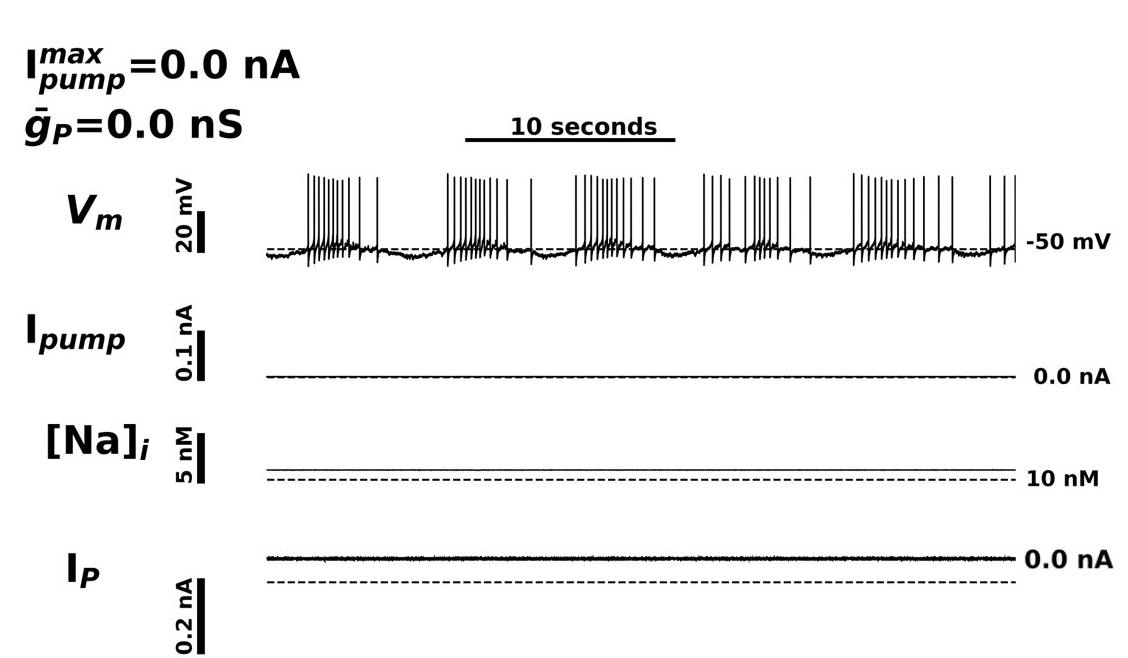 I^max_pump=0.0 nA
ḡ_P=0.0 nS
10 seconds
V_m
20 mV
-50 mV
I_pump
0.1 nA
0.0 nA
[Na]_i
5 nM
10 nM
I_P
0.2 nA
0.0 nA